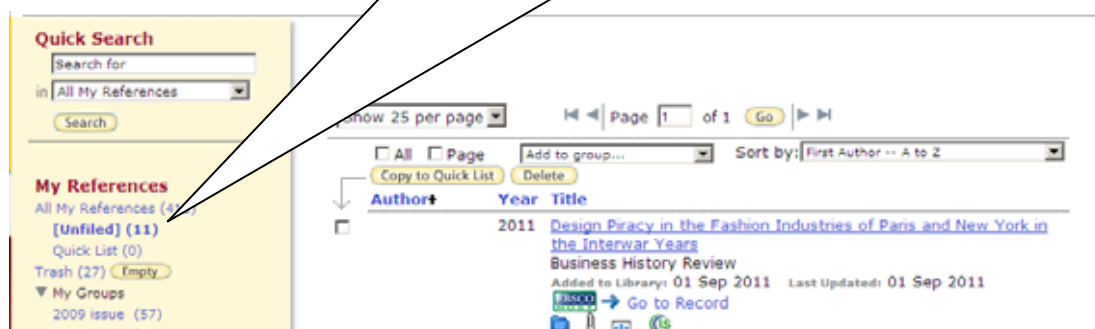 Quick Search
Search for
in All My References
Search
My References
All My References
[Unfiled] (11)
Quick List (0)
Trash (27) Empty
My Groups
2009 issue (57)
Show 25 per page
Page 1 of 1 Go
All Page Add to group... Sort by: First Author -- A to Z
Copy to Quick List Delete
Author Year Title
2011 Design Piracy in the Fashion Industries of Paris and New York in
the Interwar Years
Business History Review
Added to Library: 01 Sep 2011 Last Updated: 01 Sep 2011
EBSCO Go to Record